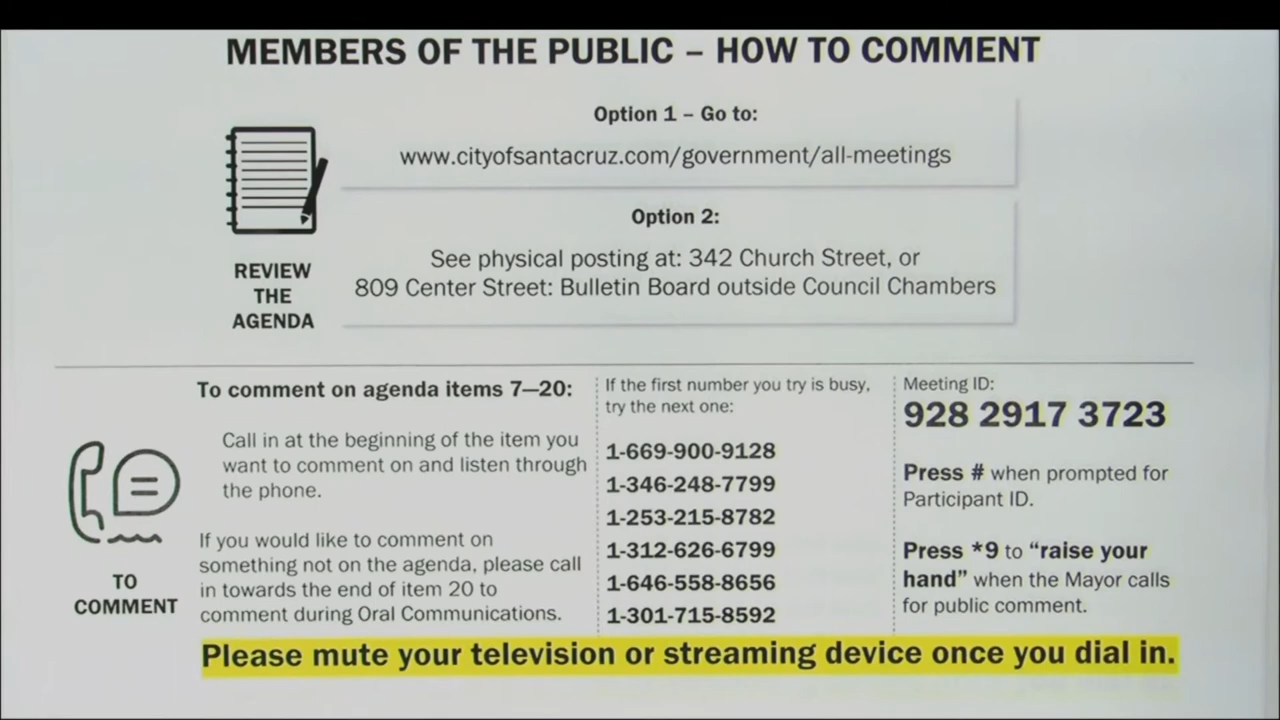 MEMBERS OF THE PUBLIC – HOW TO COMMENT
Option 1 – Go to:
www.cityofsantacruz.com/government/all-meetings
Option 2:
See physical posting at: 342 Church Street, or
809 Center Street: Bulletin Board outside Council Chambers
REVIEW
THE
AGENDA
To comment on agenda items 7—20:
Call in at the beginning of the item you
want to comment on and listen through
the phone.
If you would like to comment on
something not on the agenda, please call
in towards the end of item 20 to
comment during Oral Communications.
TO
COMMENT
If the first number you try is busy,
try the next one:
1-669-900-9128
1-346-248-7799
1-253-215-8782
1-312-626-6799
1-646-558-8656
1-301-715-8592
Meeting ID:
928 2917 3723
Press # when prompted for
Participant ID.
Press *9 to “raise your
hand” when the Mayor calls
for public comment.
Please mute your television or streaming device once you dial in.